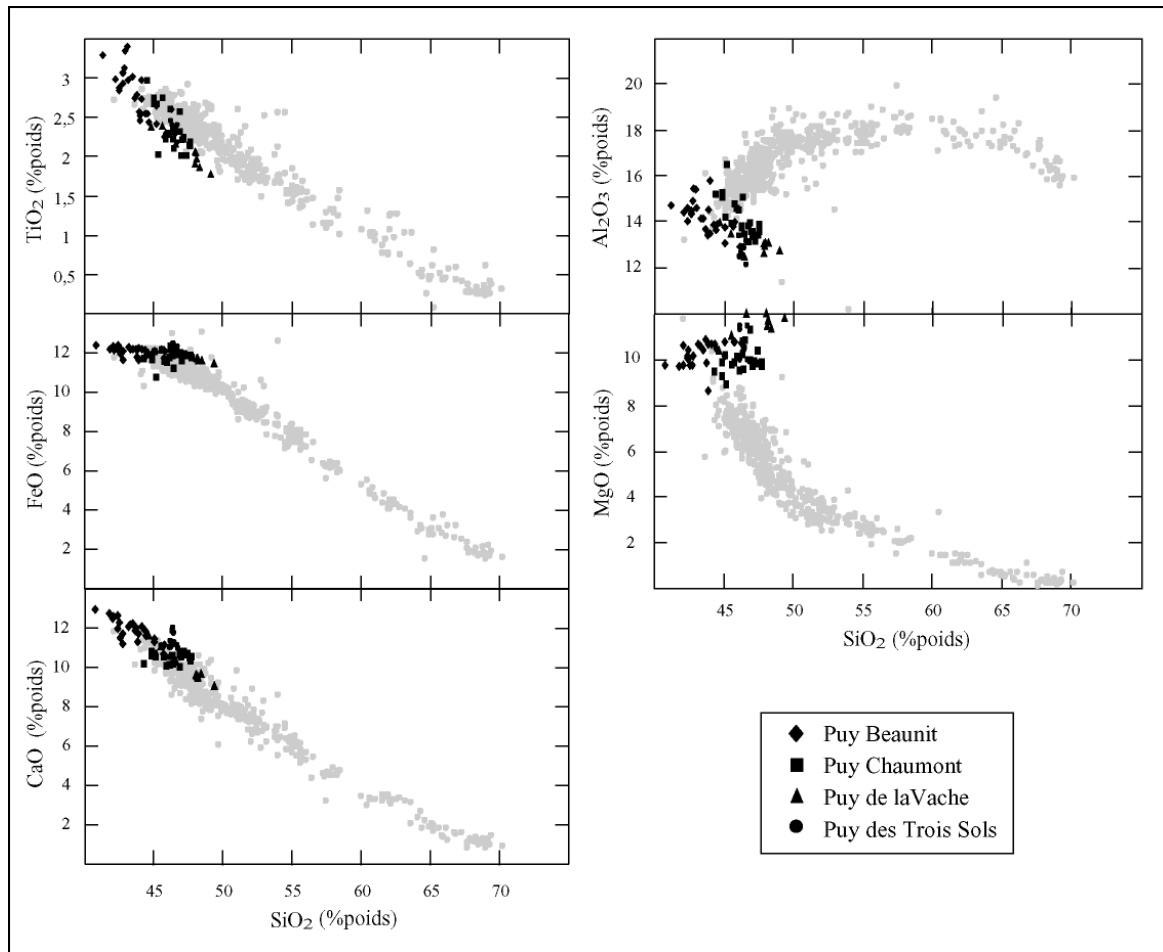 3
2,5
2
1,5
1
0,5
TiO2 (%poids)
12
10
8
6
4
2
FeO (%poids)
12
10
8
6
4
2
CaO (%poids)
45 50 55 60 65 70
SiO2 (%poids)
20
18
16
14
12
Al2O3 (%poids)
10
8
6
4
2
MgO (%poids)
45 50 55 60 65 70
SiO2 (%poids)
Puy Beaunit
Puy Chaumont
Puy de laVache
Puy des Trois Sols